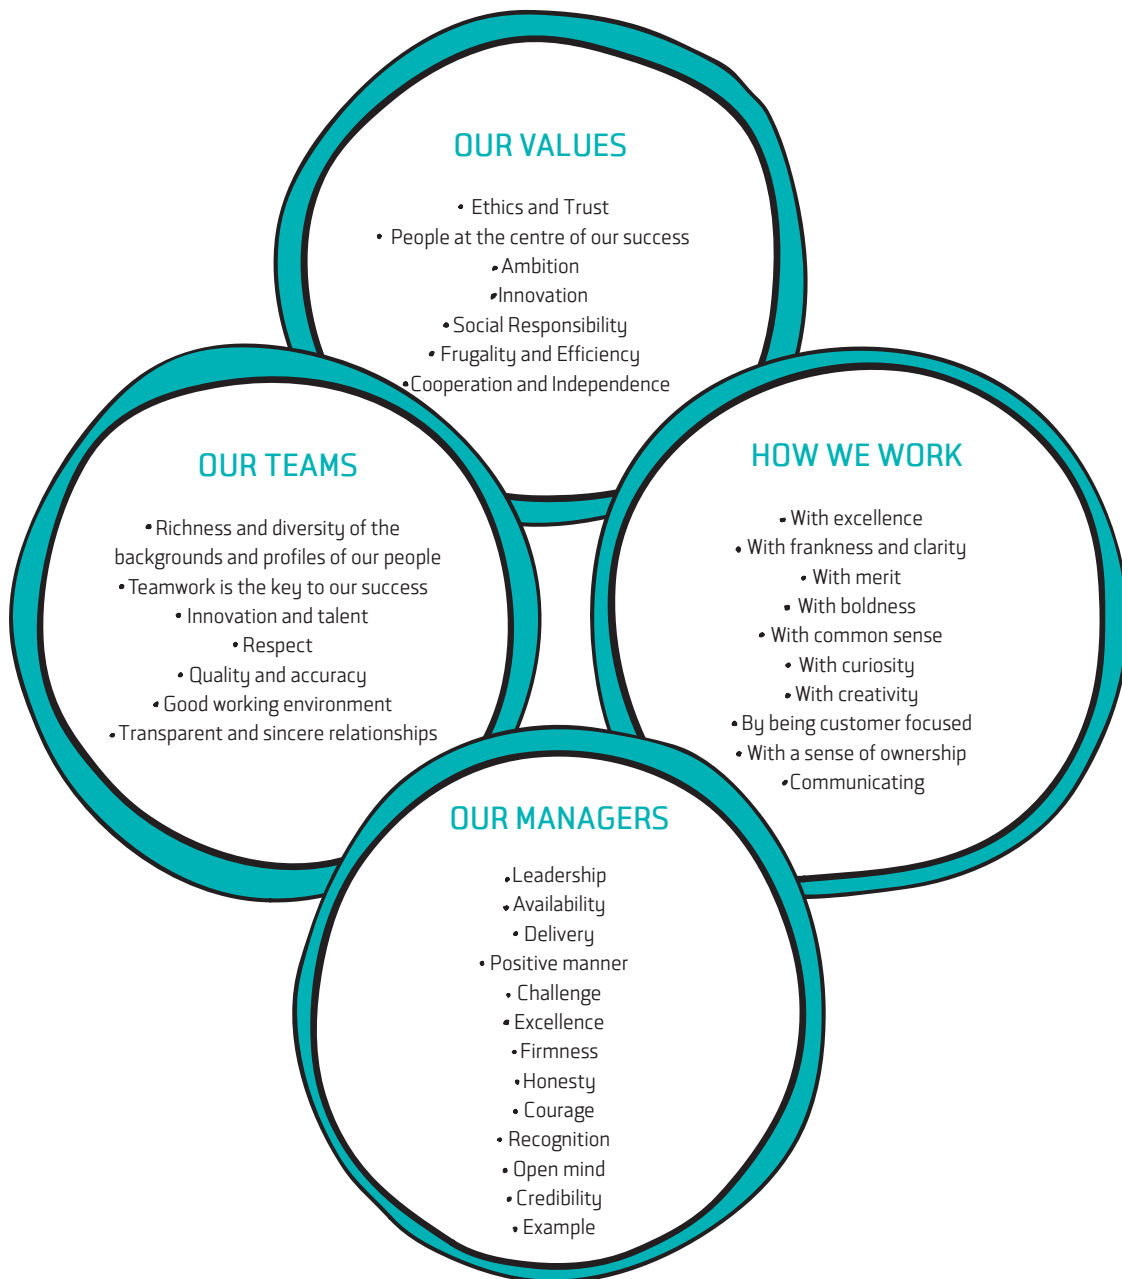 OUR VALUES
• Ethics and Trust
• People at the centre of our success
• Ambition
• Innovation
• Social Responsibility
• Frugality and Efficiency
• Cooperation and Independence
OUR TEAMS
• Richness and diversity of the
backgrounds and profiles of our people
• Teamwork is the key to our success
• Innovation and talent
• Respect
• Quality and accuracy
• Good working environment
• Transparent and sincere relationships
HOW WE WORK
• With excellence
• With frankness and clarity
• With merit
• With boldness
• With common sense
• With curiosity
• With creativity
• By being customer focused
• With a sense of ownership
• Communicating
OUR MANAGERS
• Leadership
• Availability
• Delivery
• Positive manner
• Challenge
• Excellence
• Firmness
• Honesty
• Courage
• Recognition
• Open mind
• Credibility
• Example